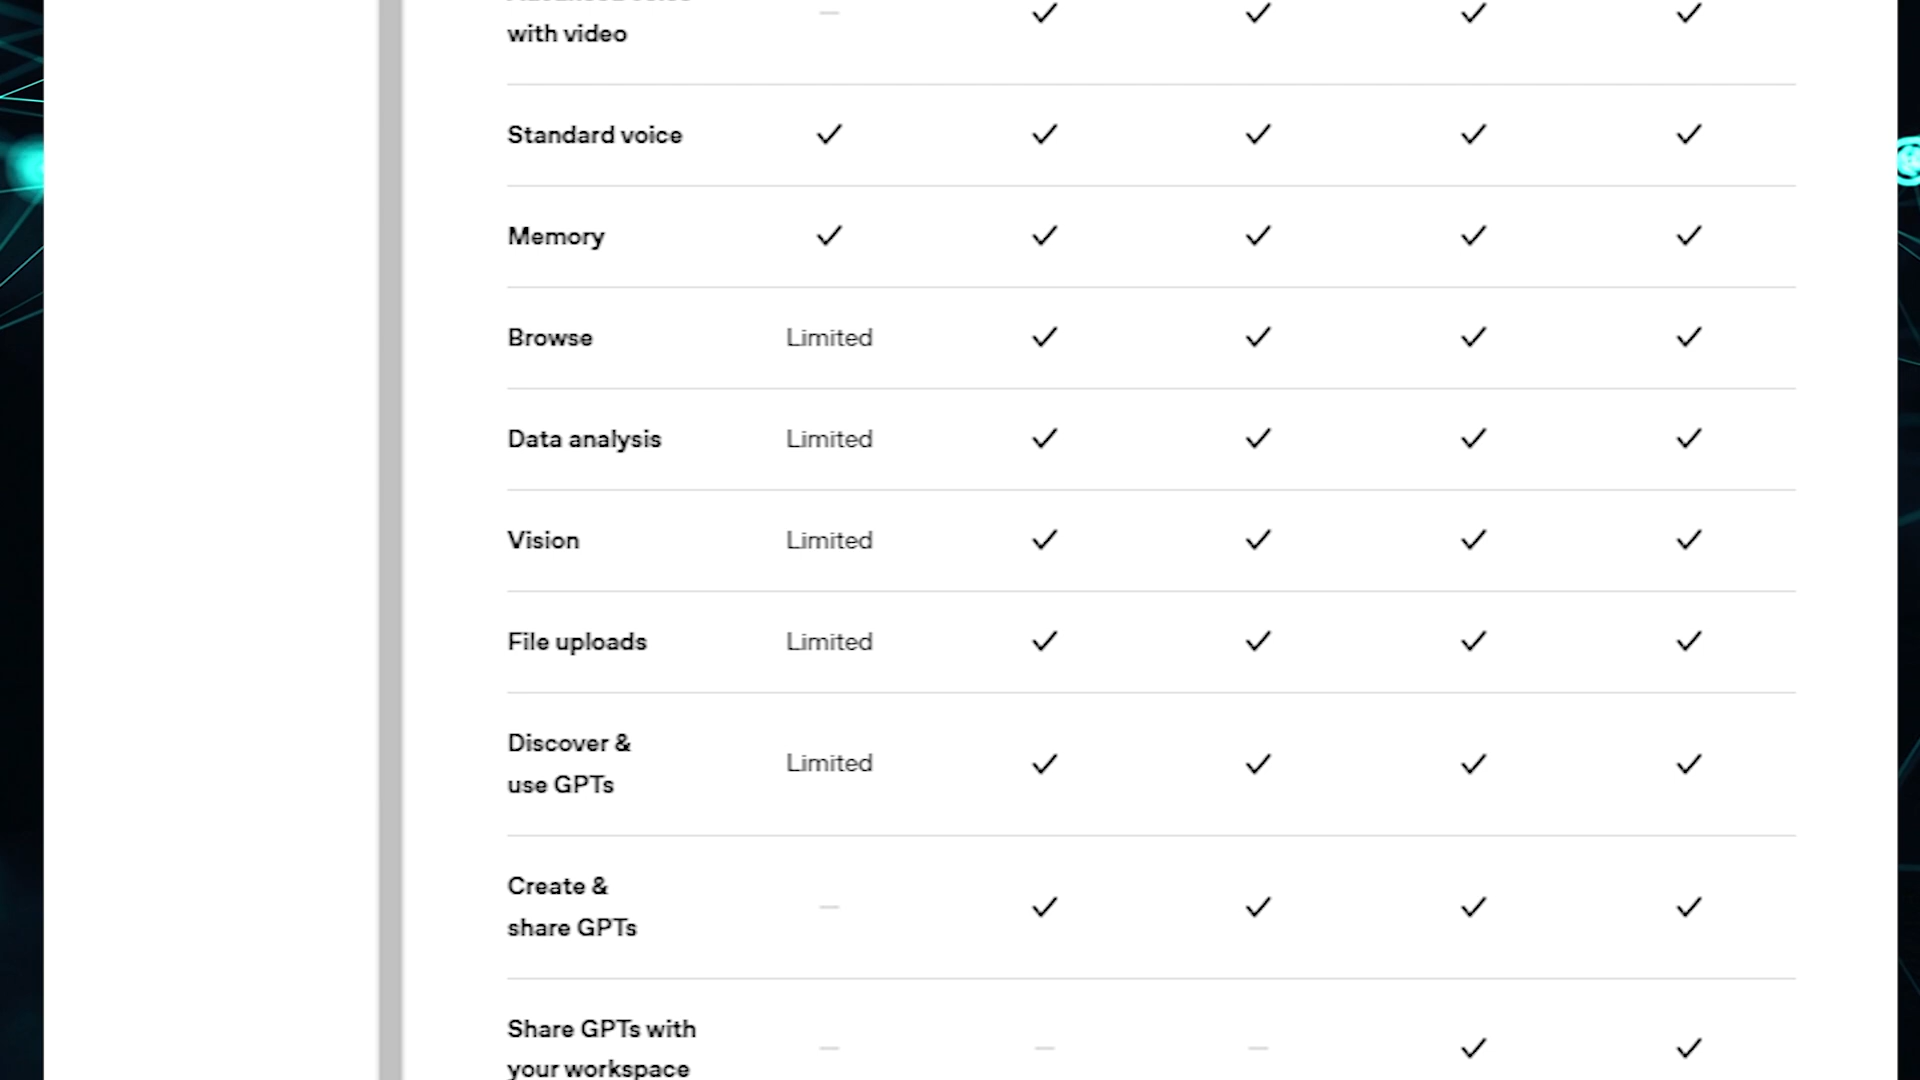 with video
Standard voice
Memory
Browse Limited
Data analysis Limited
Vision Limited
File uploads Limited
Discover &
use GPTs
Limited
Create &
share GPTs
Share GPTs with
your workspace